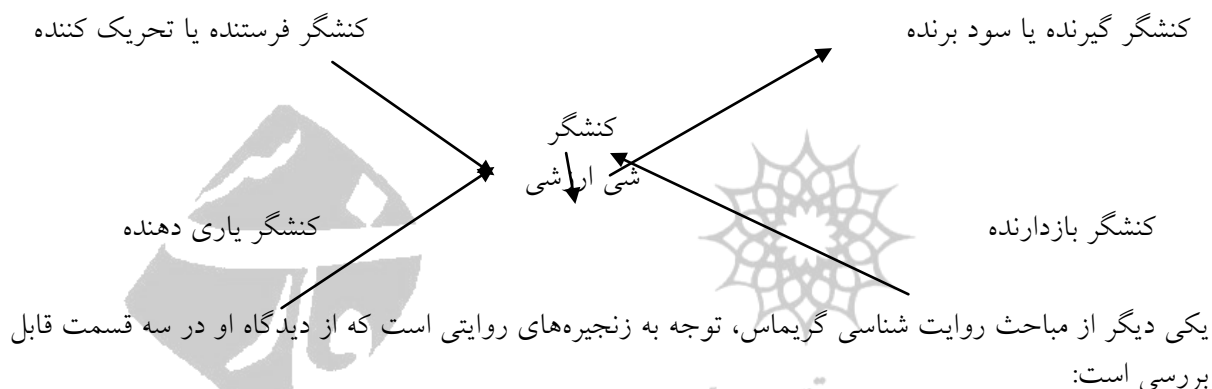 کنشگر گیرنده یا سود برنده
کنشگر فرستنده یا تحریک کننده
کنشگر
شی ارزشی
کنشگر بازدارنده
کنشگر یاری دهنده
یکی دیگر از مباحث روایت شناسی گریماس، توجه به زنجیره‌های روایتی است که از دیدگاه او در سه قسمت قابل
بررسی است: